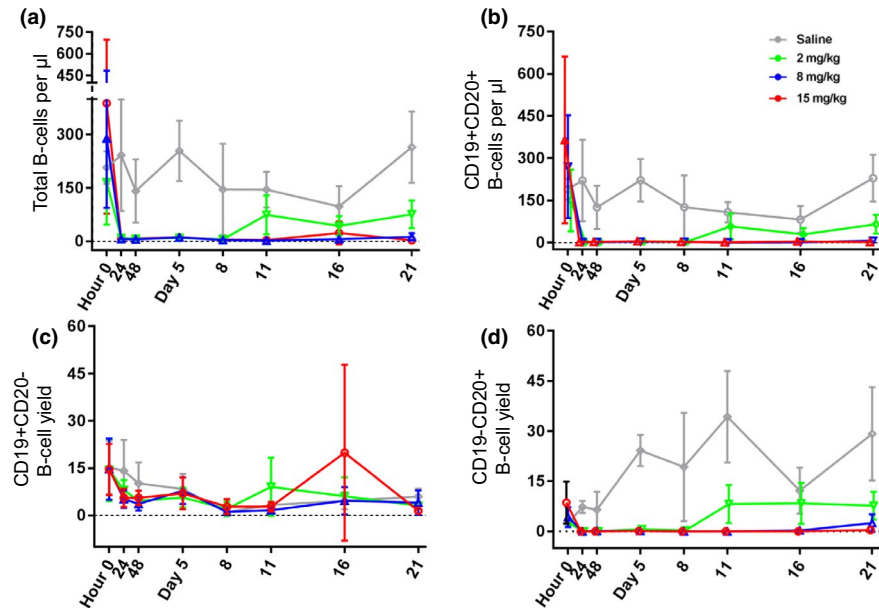 (a)
Total B-cells per µl
750
600
450
300
150
0
Hour 0
24
48
Day 5
8
11
16
21
(b)
CD19+CD20+
B-cells per µl
750
600
450
300
150
0
Saline
2 mg/kg
8 mg/kg
15 mg/kg
Hour 0
24
48
Day 5
8
11
16
21
(c)
CD19+CD20-
B-cell yield
60
45
30
15
0
Hour 0
24
48
Day 5
8
11
16
21
(d)
CD19-CD20+
B-cell yield
60
45
30
15
0
Hour 0
24
48
Day 5
8
11
16
21